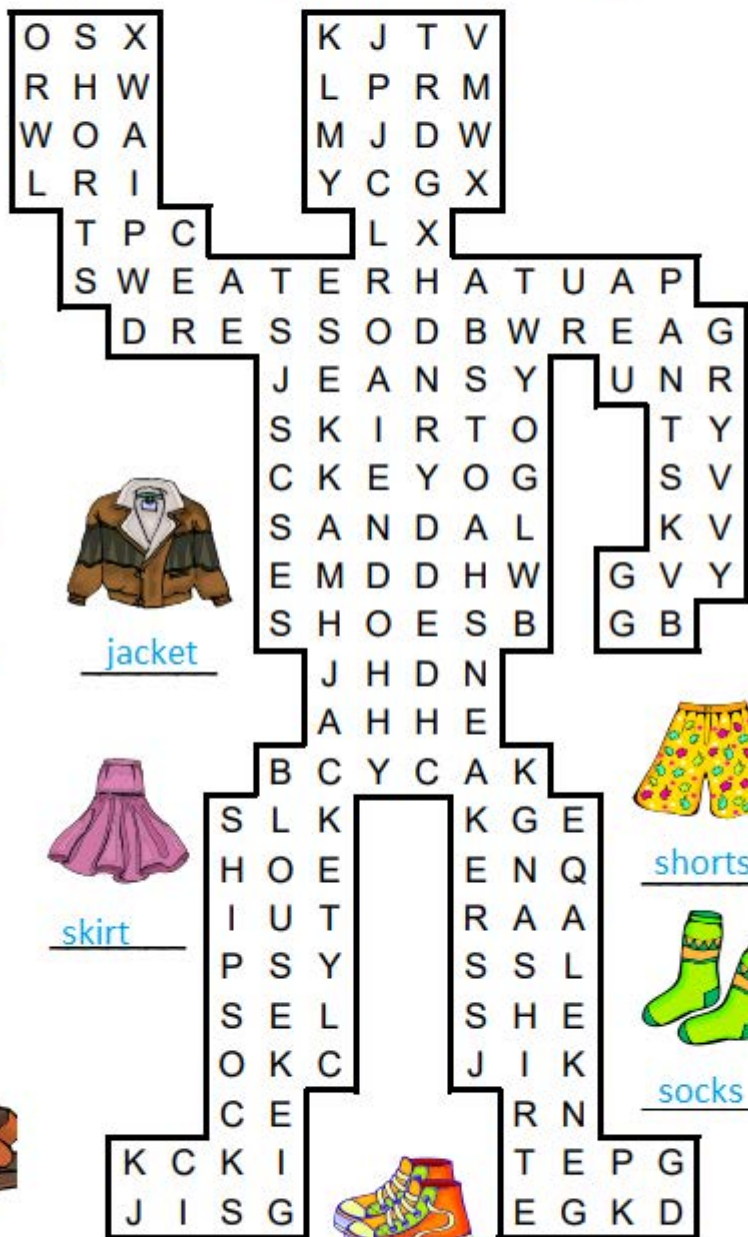 O S X K J T V
R H W L P R M
W O A M J D W
L R I Y C G X
T P C L X
S W E A T E R H A T U A P
D R E S S O D B W R E A G
J E A N S Y U N R
S K I R T O T Y
C K E Y O G S V
S A N D A L K V
E M D D H W G V Y
S H O E S B G B
jacket
J H D N
A H H E
B C Y C A K
S L K K G E
H O E E N Q
shorts
I U T R A A
skirt
P S Y S S L
S E L S H E
O K C J I K
socks
C E R N
K C K I T E P G
J I S G E G K D